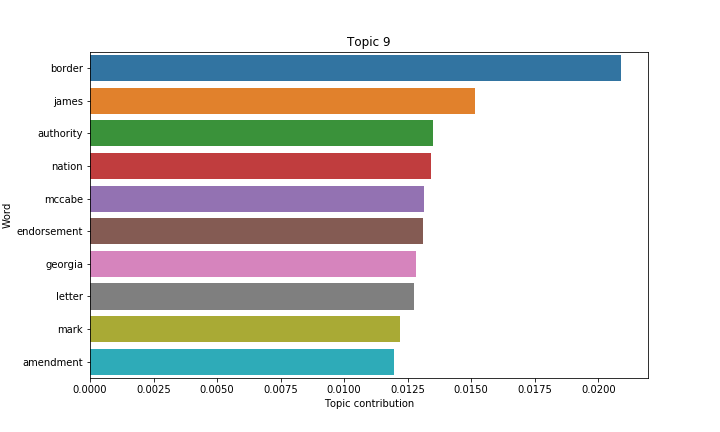 Topic 9
Word
border
james
authority
nation
mccabe
endorsement
georgia
letter
mark
amendment
0.0000 0.0025 0.0050 0.0075 0.0100 0.0125 0.0150 0.0175 0.0200
Topic contribution